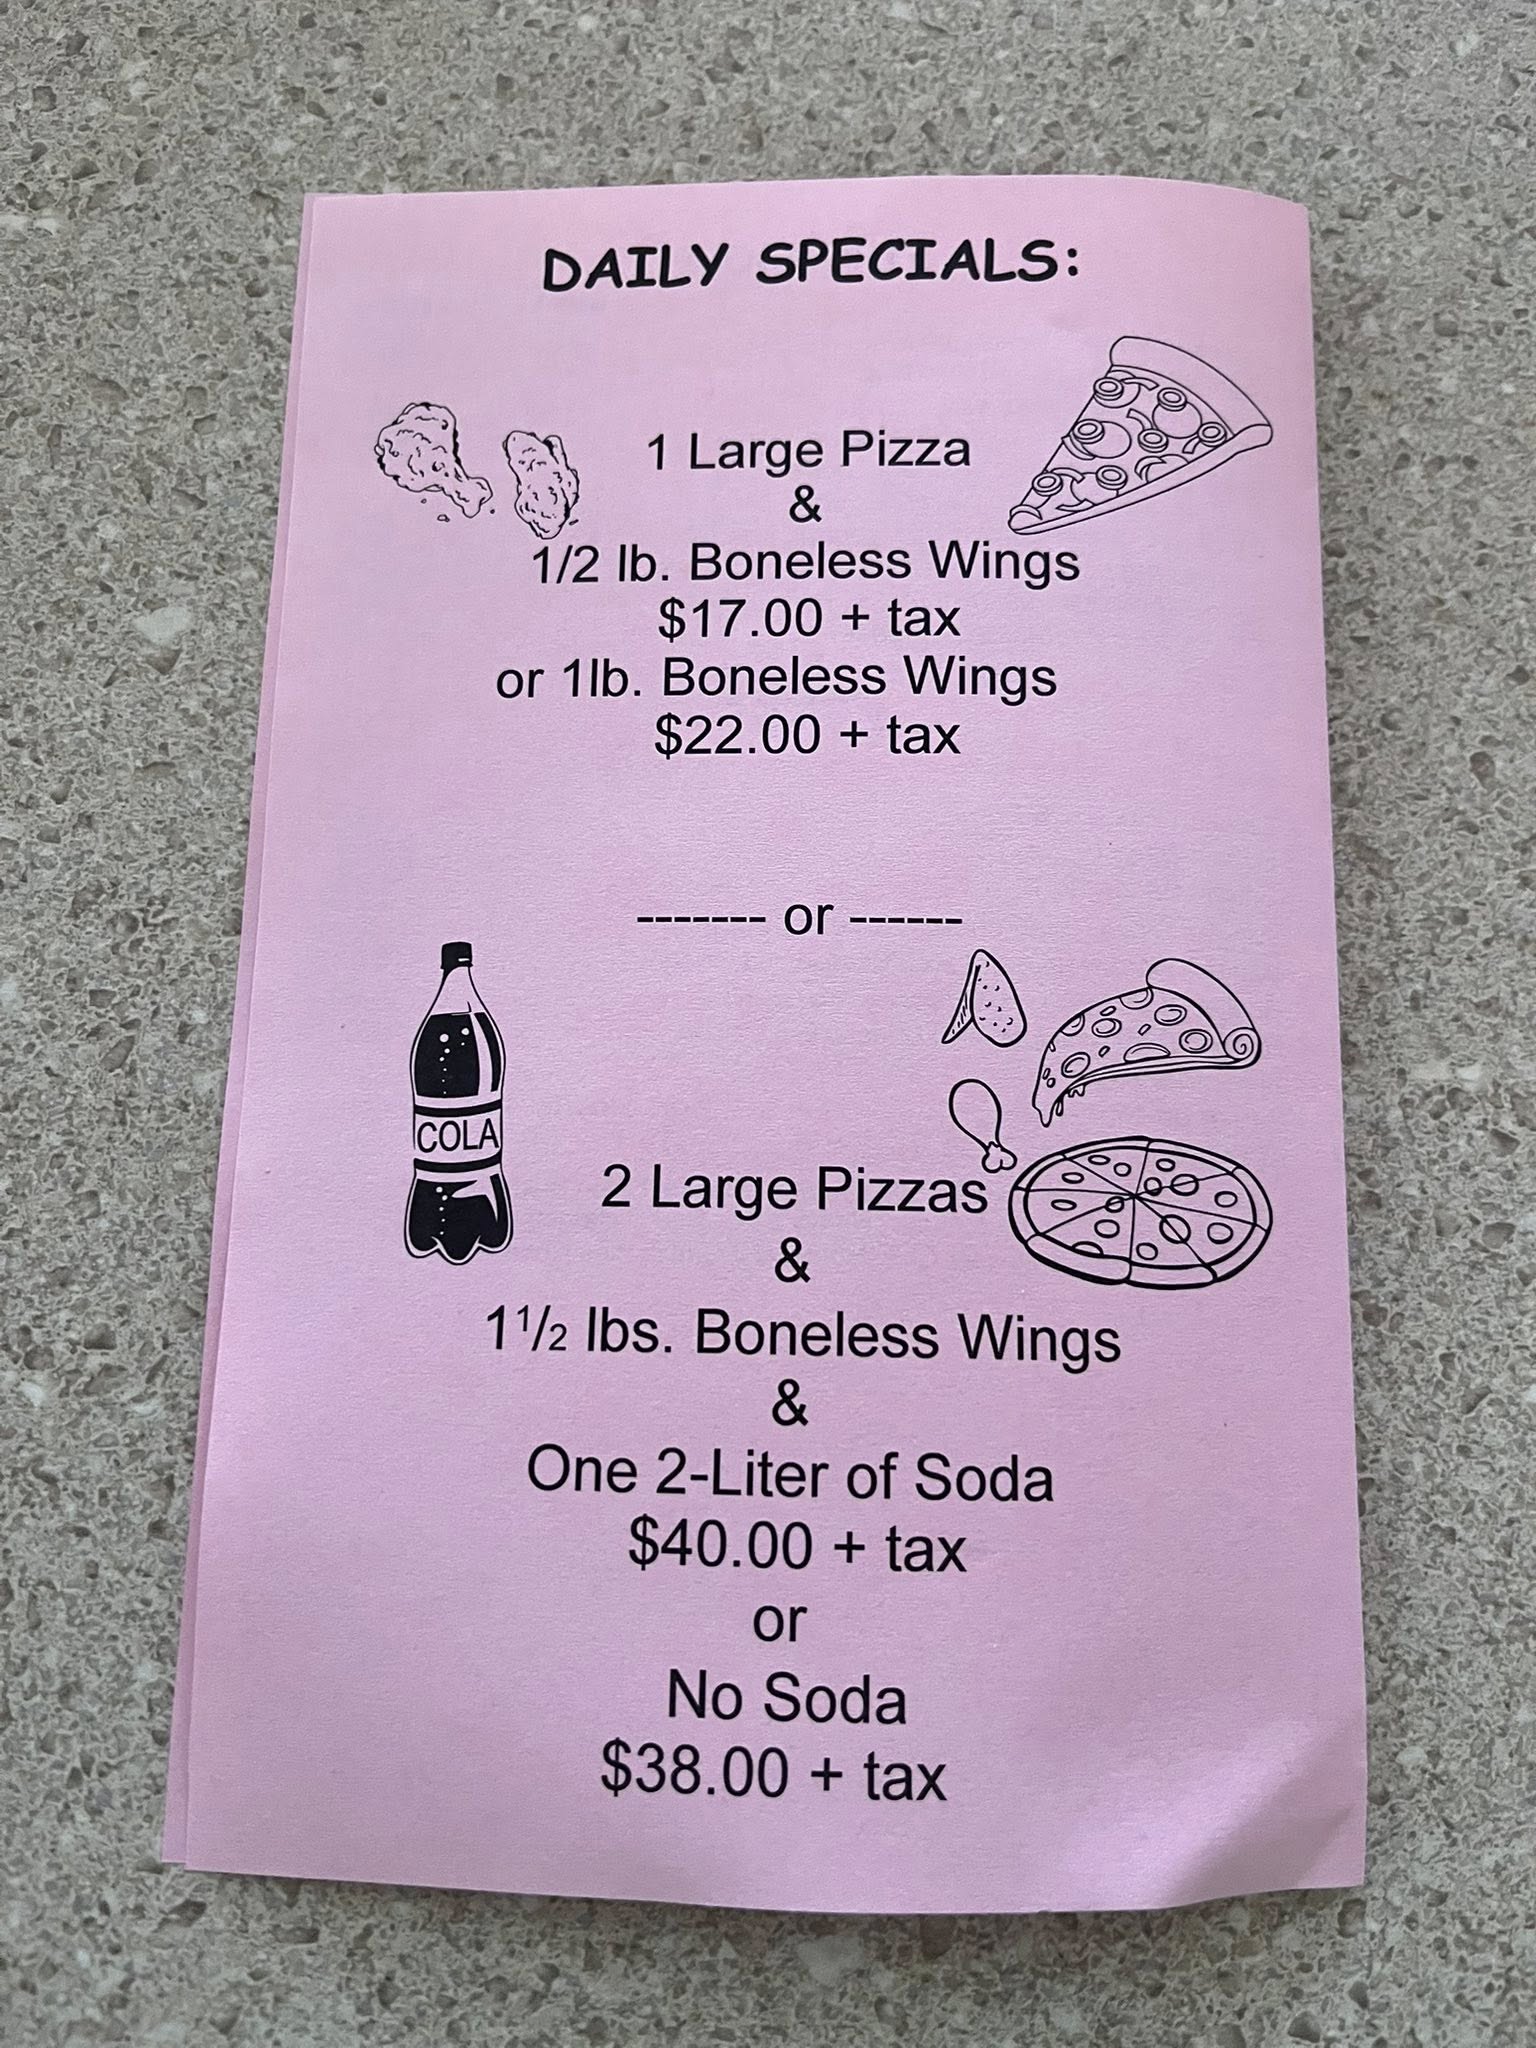 DAILY SPECIALS:
1 Large Pizza
&
1/2 lb. Boneless Wings
$17.00 + tax
or 1lb. Boneless Wings
$22.00 + tax
------- or ------
COLA
2 Large Pizzas
&
1½ lbs. Boneless Wings
&
One 2-Liter of Soda
$40.00 + tax
or
No Soda
$38.00 + tax